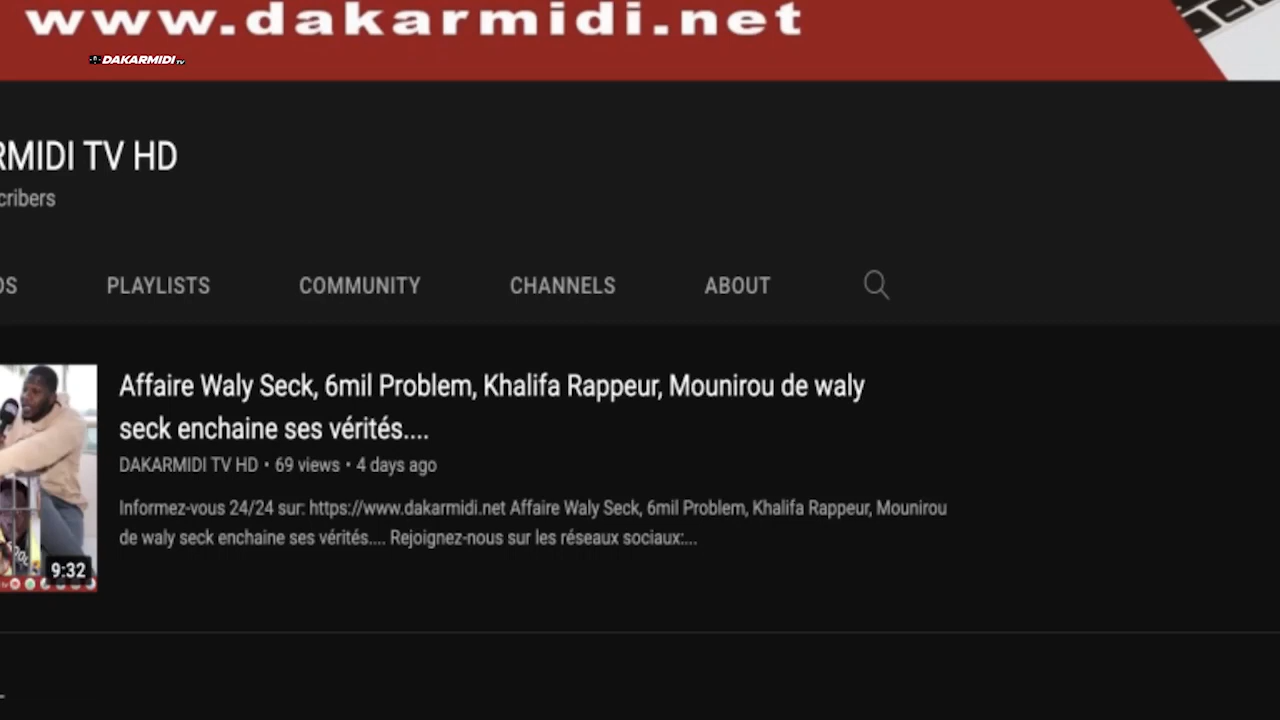 www.dakarmidi.net
DAKARMIDI TV
RMIDI TV HD
cribers
OS
PLAYLISTS
COMMUNITY
CHANNELS
ABOUT
Affaire Waly Seck, 6mil Problem, Khalifa Rappeur, Mounirou de waly
seck enchaine ses vérités....
DAKARMIDI TV HD • 69 views • 4 days ago
Informez-vous 24/24 sur: https://www.dakarmidi.net Affaire Waly Seck, 6mil Problem, Khalifa Rappeur, Mounirou
de waly seck enchaine ses vérités.... Rejoignez-nous sur les réseaux sociaux:...
9:32